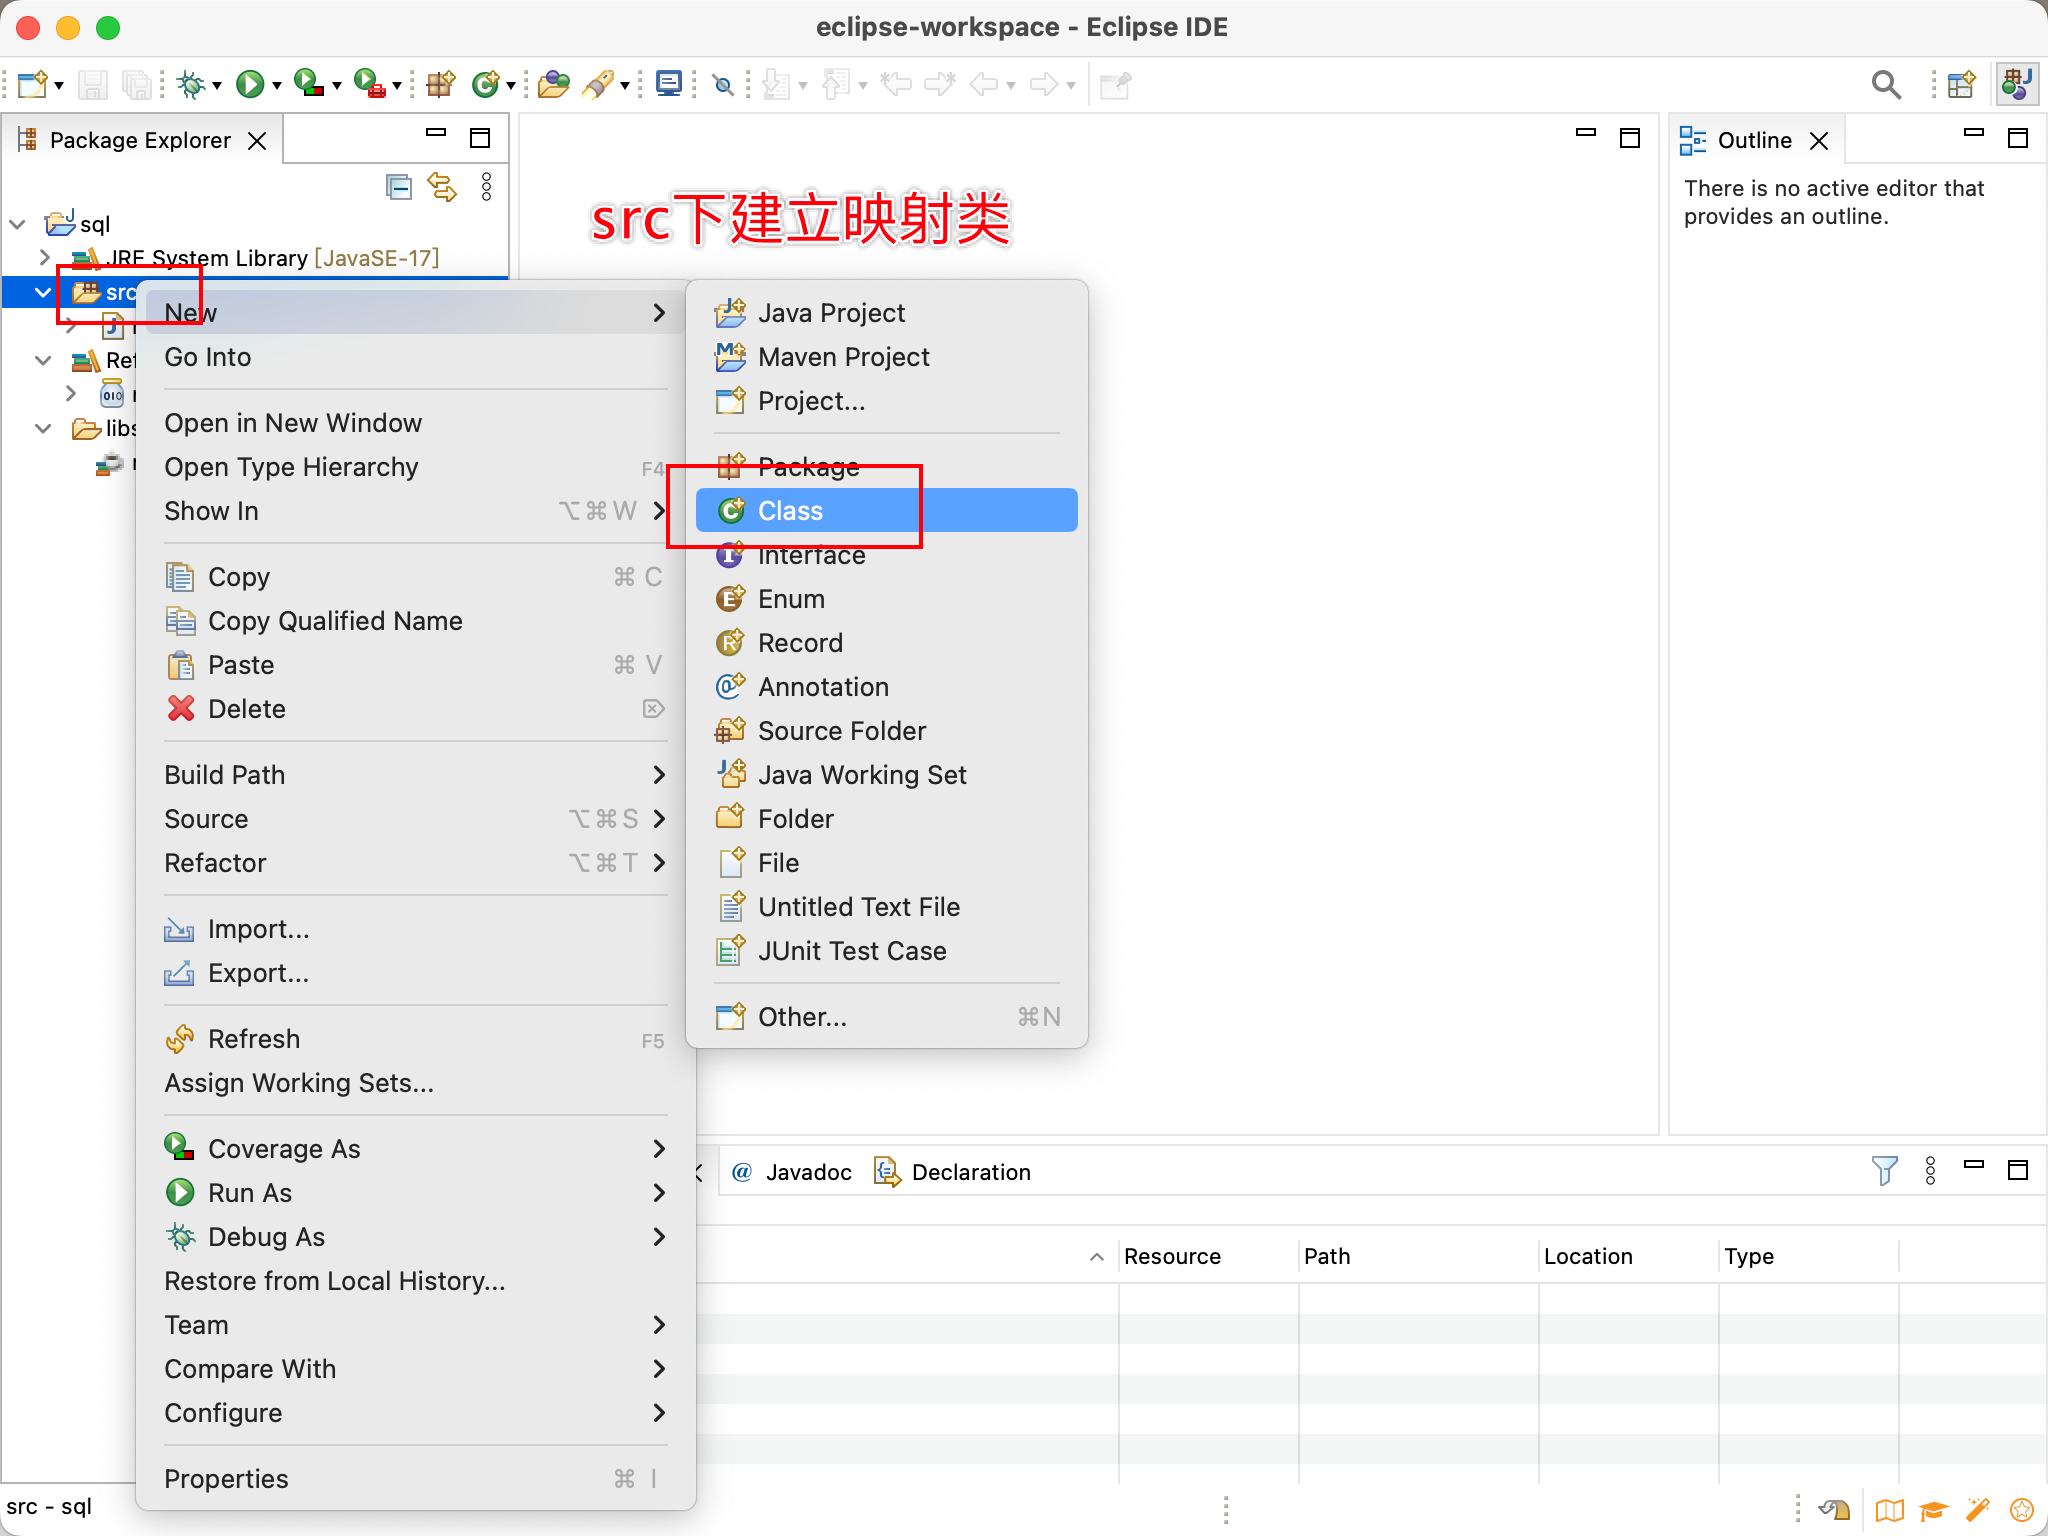 eclipse-workspace - Eclipse IDE
Package Explorer
Outline
There is no active editor that
provides an outline.
src下建立映射类
sql
JRE System Library [JavaSE-17]
src
libs
New
Go Into
Open in New Window
Open Type Hierarchy F4
Show In ⌥⌘W
Copy ⌘ C
Copy Qualified Name
Paste ⌘ V
Delete
Build Path
Source ⌥⌘S
Refactor ⌥⌘T
Import...
Export...
Refresh F5
Assign Working Sets...
Coverage As
Run As
Debug As
Restore from Local History...
Team
Compare With
Configure
Properties ⌘ I
Java Project
Maven Project
Project...
Package
Class
Interface
Enum
Record
Annotation
Source Folder
Java Working Set
Folder
File
Untitled Text File
JUnit Test Case
Other... ⌘N
@ Javadoc
Declaration
Resource Path Location Type
src - sql